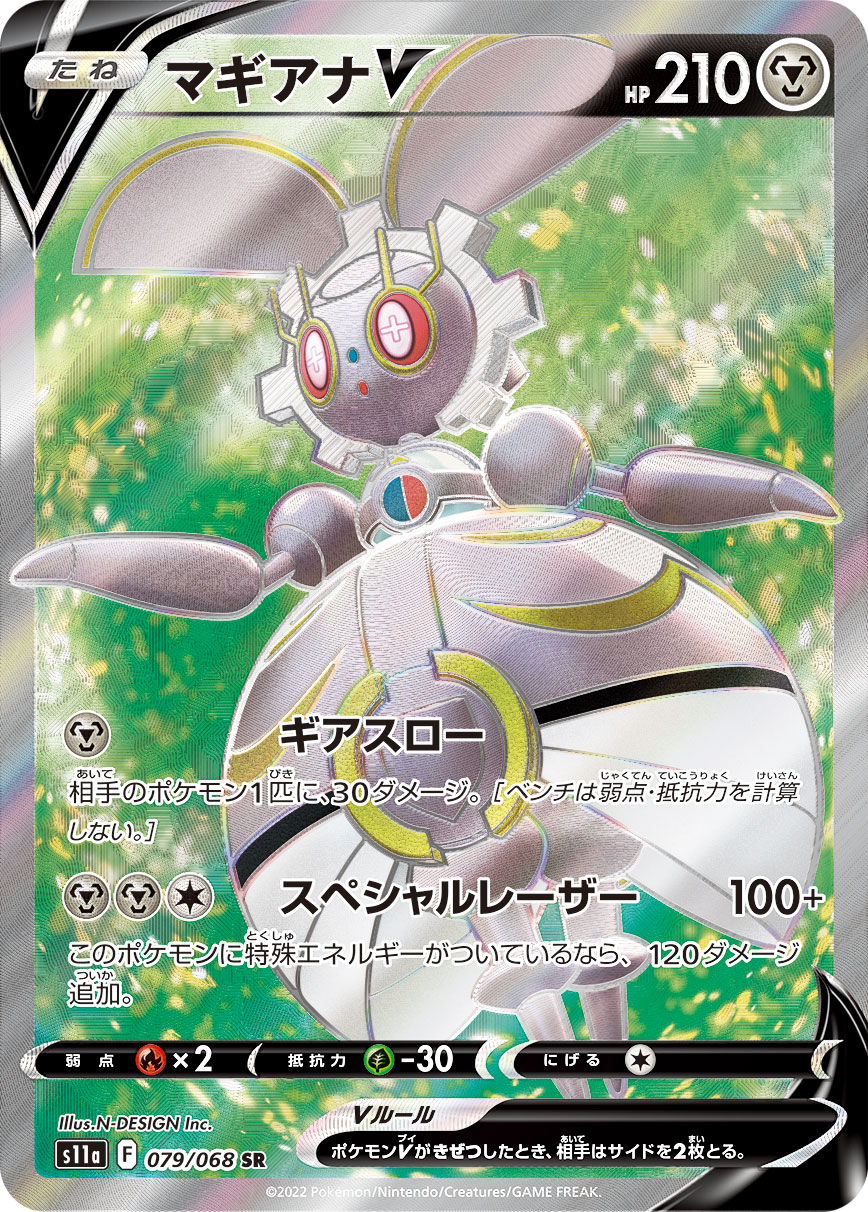 たね マギアナV HP 210
ギアスロー
相手のポケモン1匹に、30ダメージ。[ベンチは弱点・抵抗力を計算
しない。]
スペシャルレーザー 100+
このポケモンに特殊エネルギーがついているなら、120ダメージ
追加。
弱点 ×2 抵抗力 -30 にげる
Illus.N-DESIGN Inc.
Vルール
ポケモンVがきぜつしたとき、相手はサイドを2枚とる。
s11a F 079/068 SR
©2022 Pokémon/Nintendo/Creatures/GAME FREAK.